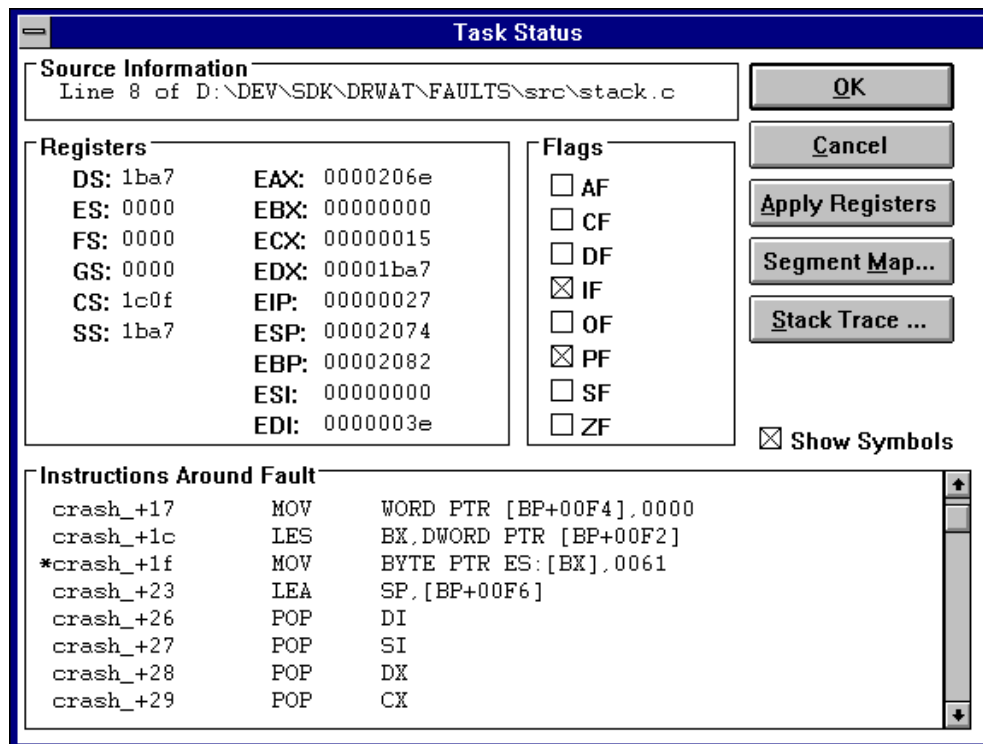 Task Status
Source Information
Line 8 of D:\DEV\SDK\DRWAT\FAULTS\src\stack.c
OK
Cancel
Apply Registers
Segment Map...
Stack Trace ...
Registers
DS: 1ba7 EAX: 0000206e
ES: 0000 EBX: 00000000
FS: 0000 ECX: 00000015
GS: 0000 EDX: 00001ba7
CS: 1c0f EIP: 00000027
SS: 1ba7 ESP: 00002074
EBP: 00002082
ESI: 00000000
EDI: 0000003e
Flags
AF
CF
DF
IF
OF
PF
SF
ZF
Show Symbols
Instructions Around Fault
crash_+17 MOV WORD PTR [BP+00F4],0000
crash_+1c LES BX,DWORD PTR [BP+00F2]
*crash_+1f MOV BYTE PTR ES:[BX],0061
crash_+23 LEA SP,[BP+00F6]
crash_+26 POP DI
crash_+27 POP SI
crash_+28 POP DX
crash_+29 POP CX